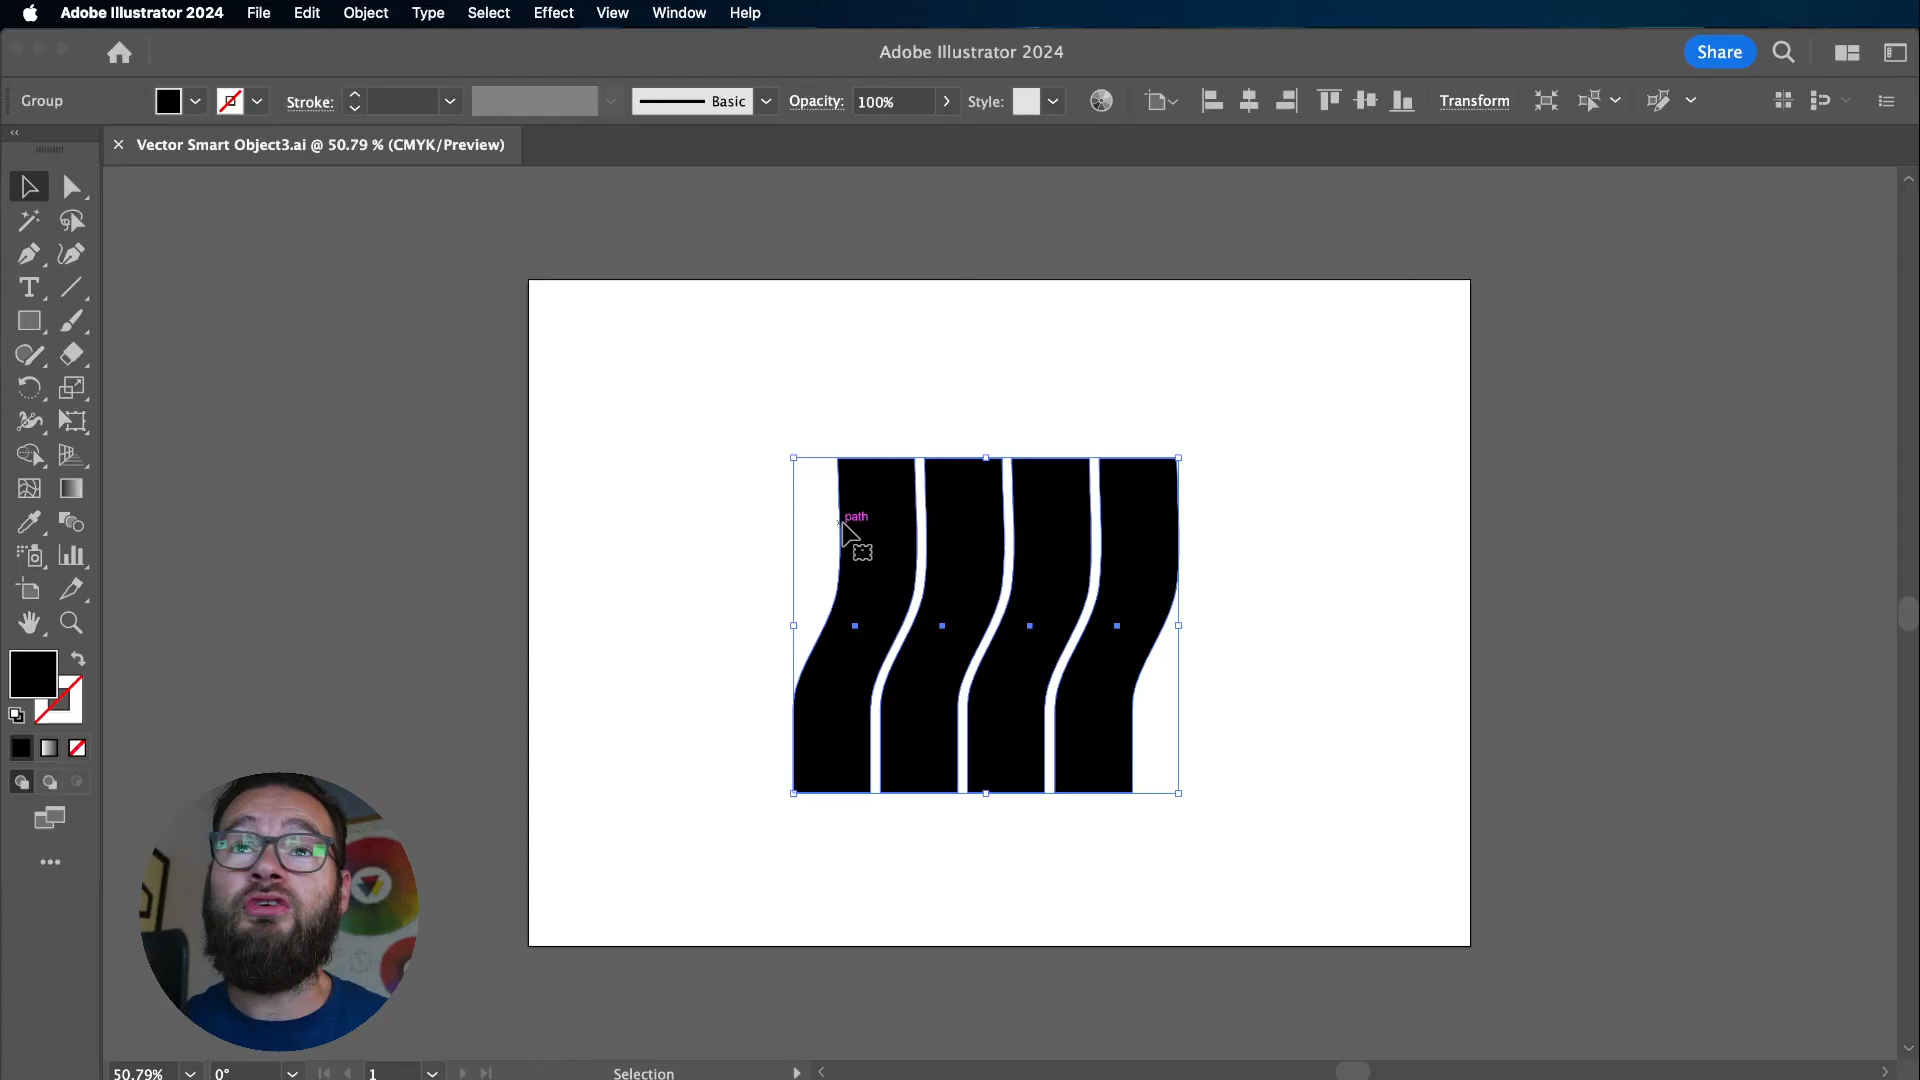 Adobe Illustrator 2024 File Edit Object Type Select Effect View Window Help
Adobe Illustrator 2024 Share
Group Stroke: Basic Opacity: 100% Style: Transform
Vector Smart Object3.ai @ 50.79 % (CMYK/Preview)
path
50.79% 0° 1 Selection